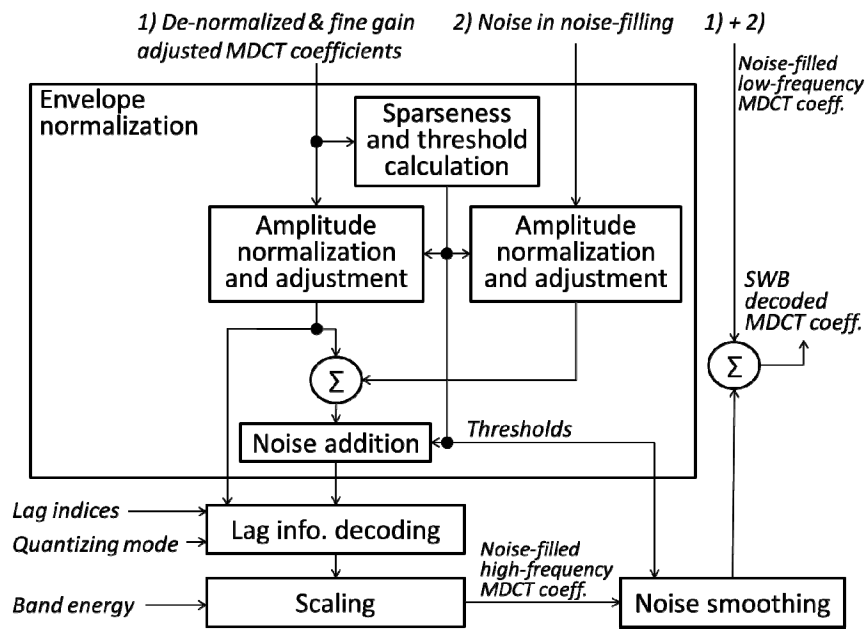 1) De-normalized & fine gain
adjusted MDCT coefficients
2) Noise in noise-filling
1) + 2)
Noise-filled
low-frequency
MDCT coeff.
Envelope
normalization
Sparseness
and threshold
calculation
Amplitude
normalization
and adjustment
Amplitude
normalization
and adjustment
SWB
decoded
MDCT coeff.
Σ
Σ
Noise addition
Thresholds
Lag indices
Quantizing mode
Lag info. decoding
Noise-filled
high-frequency
MDCT coeff.
Band energy
Scaling
Noise smoothing